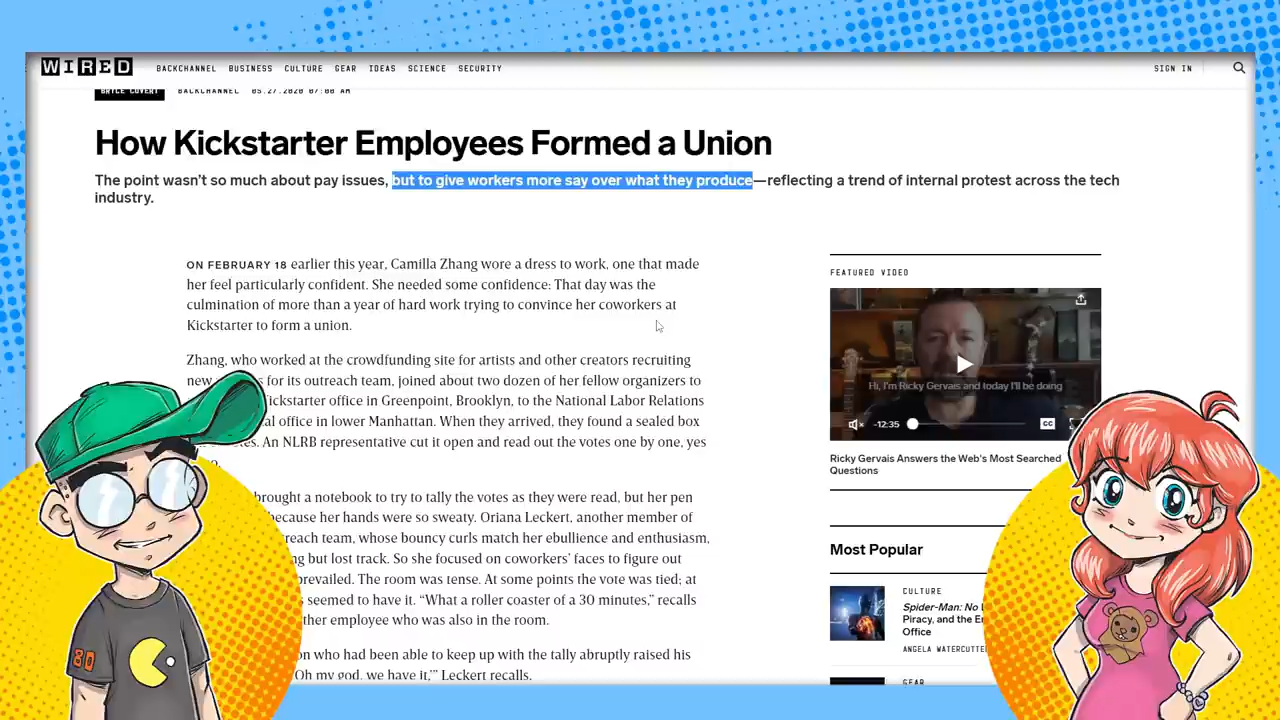 WIRED
BACKCHANNEL BUSINESS CULTURE GEAR IDEAS SCIENCE SECURITY
SIGN IN
BRYCE COVERT BACKCHANNEL 05.27.2020 07:00 AM
How Kickstarter Employees Formed a Union
The point wasn't so much about pay issues, but to give workers more say over what they produce—reflecting a trend of internal protest across the tech
industry.
ON FEBRUARY 18 earlier this year, Camilla Zhang wore a dress to work, one that made
her feel particularly confident. She needed some confidence: That day was the
culmination of more than a year of hard work trying to convince her coworkers at
Kickstarter to form a union.
Zhang, who worked at the crowdfunding site for artists and other creators recruiting
new for its outreach team, joined about two dozen of her fellow organizers to
office in Greenpoint, Brooklyn, to the National Labor Relations
office in lower Manhattan. When they arrived, they found a sealed box
An NLRB representative cut it open and read out the votes one by one, yes
brought a notebook to try to tally the votes as they were read, but her pen
because her hands were so sweaty. Oriana Leckert, another member of
team, whose bouncy curls match her ebullience and enthusiasm,
but lost track. So she focused on coworkers' faces to figure out
prevailed. The room was tense. At some points the vote was tied; at
seemed to have it. “What a roller coaster of a 30 minutes,” recalls
employee who was also in the room.
who had been able to keep up with the tally abruptly raised his
Oh my god, we have it,’” Leckert recalls.
FEATURED VIDEO
Hi, I'm Ricky Gervais and today I'll be doing
-12:35
CC
Ricky Gervais Answers the Web's Most Searched
Questions
Most Popular
CULTURE
Spider-Man: No
Piracy, and the
Office
ANGELA
GEAR
80